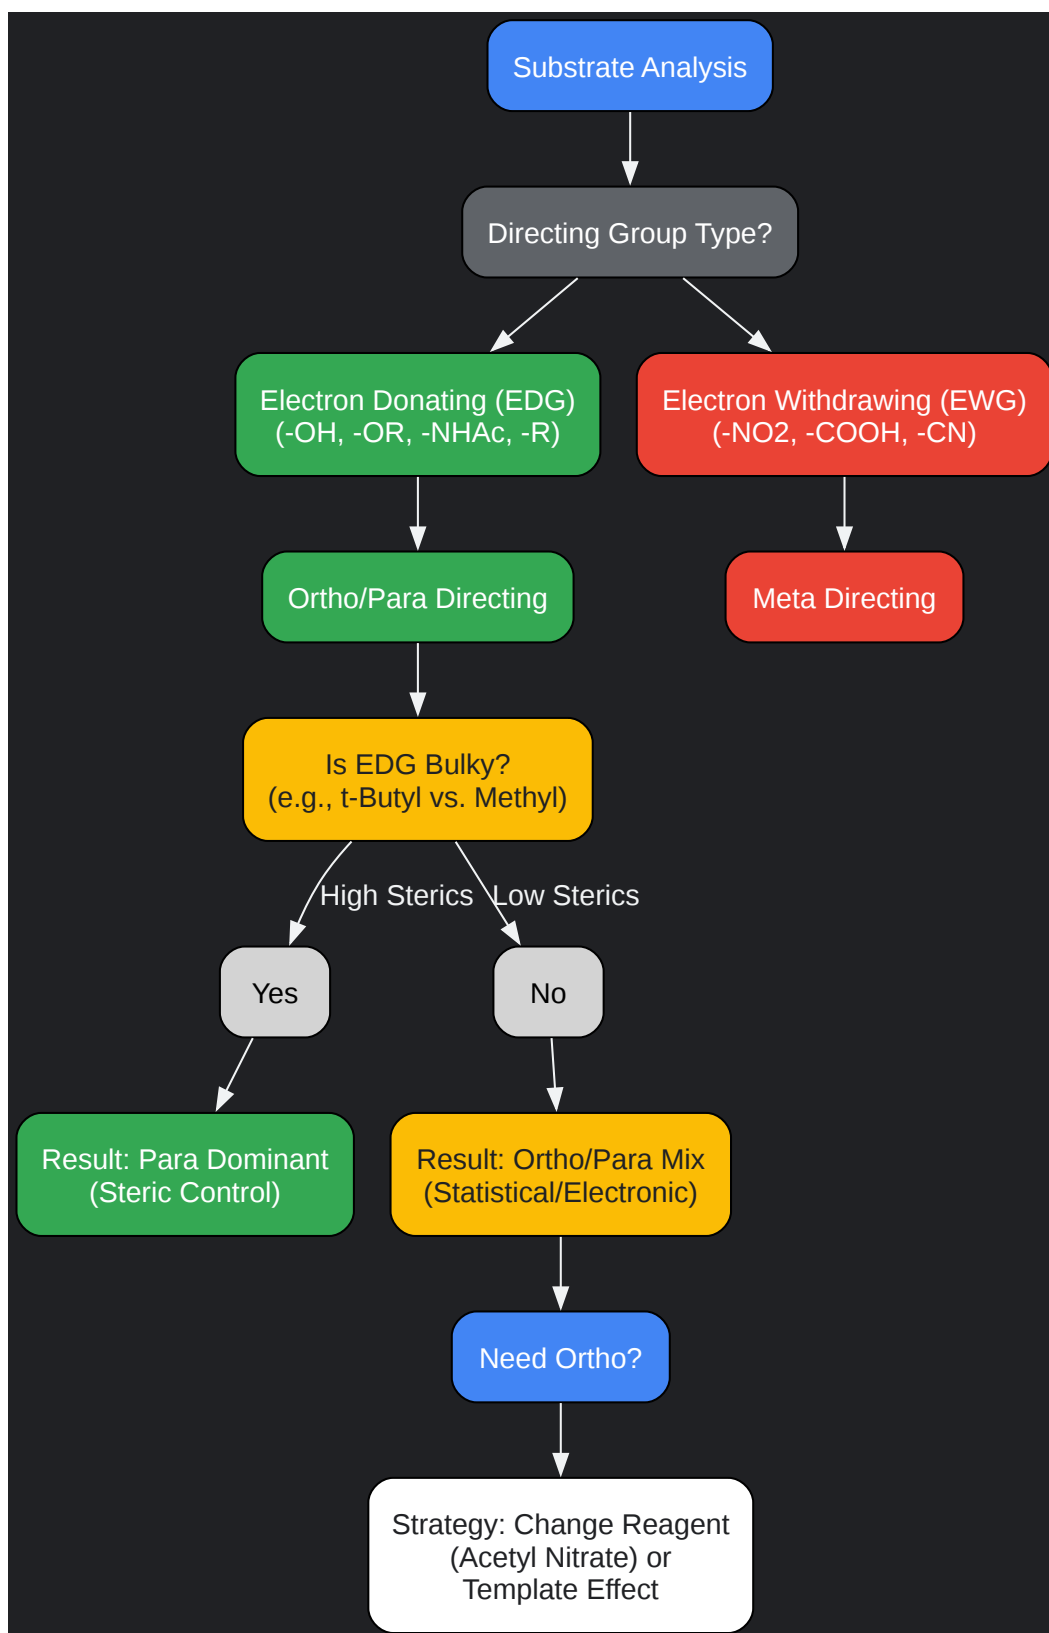 Substrate Analysis
Directing Group Type?
Electron Donating (EDG)
(-OH, -OR, -NHAc, -R)
Electron Withdrawing (EWG)
(-NO2, -COOH, -CN)
Ortho/Para Directing
Meta Directing
Is EDG Bulky?
(e.g., t-Butyl vs. Methyl)
High Sterics
Low Sterics
Yes
No
Result: Para Dominant
(Steric Control)
Result: Ortho/Para Mix
(Statistical/Electronic)
Need Ortho?
Strategy: Change Reagent
(Acetyl Nitrate) or
Template Effect